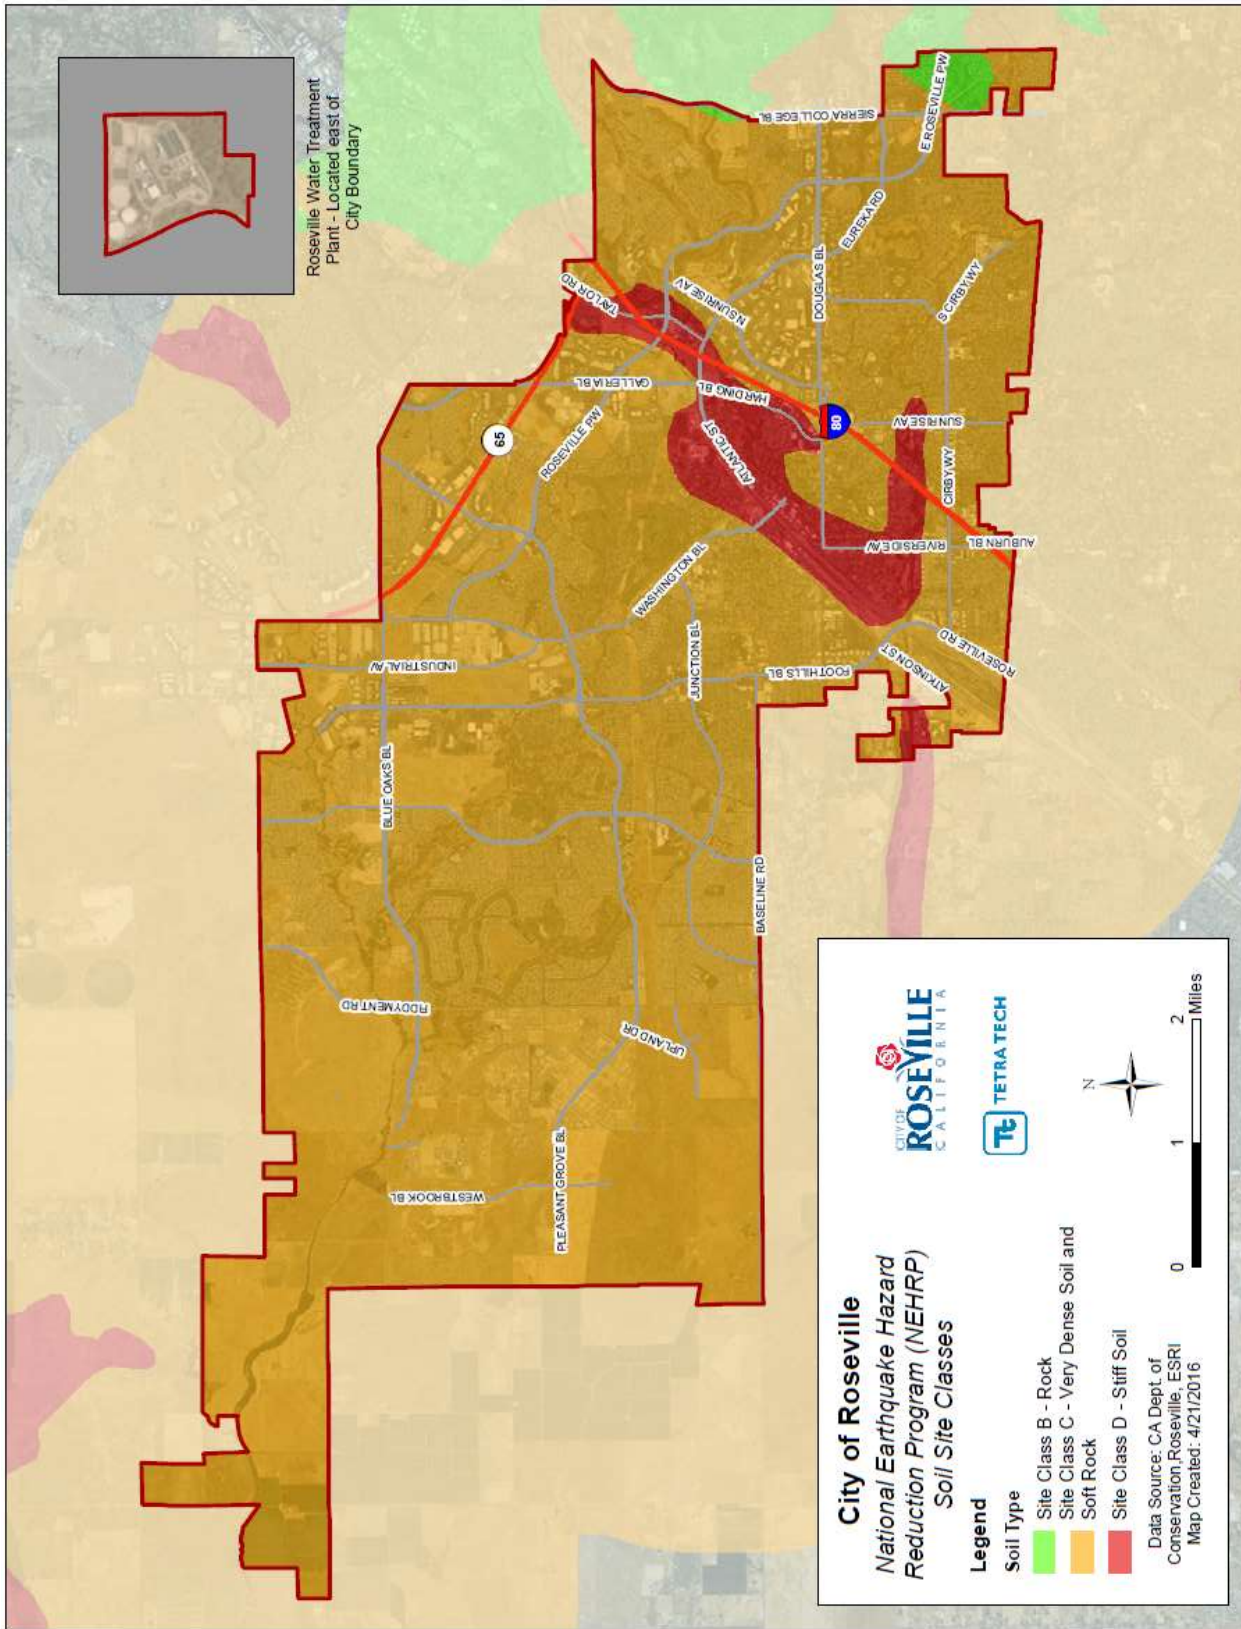 Roseville Water Treatment
Plant - Located east of
City Boundary
SIERRA COLLEGE BL
E ROSEVILLE PW
EUREKA RD
DOUGLAS BL
S CIRBY WY
N SUNRISE AV
TAYLOR RD
GALLERIA BL
HARDING BL
65
ROSEVILLE PW
ATLANTIC ST
80
SUNRISE AV
CIRBY WY
RIVERSIDE AV
AUBURN BL
WASHINGTON BL
JUNCTION BL
INDUSTRIAL AV
FOOTHILLS BL
ATKINSON ST
ROSEVILLE RD
BLUE OAKS BL
BASELINE RD
FIDDYMENT RD
UPLAND DR
PLEASANT GROVE BL
WESTBROOK BL
City of Roseville
National Earthquake Hazard
Reduction Program (NEHRP)
Soil Site Classes
CITY OF
ROSEVILLE
CALIFORNIA
Tt TETRA TECH
Legend
Soil Type
Site Class B - Rock
Site Class C - Very Dense Soil and
Soft Rock
Site Class D - Stiff Soil
N
0 1 2
Miles
Data Source: CA Dept. of
Conservation,Roseville, ESRI
Map Created: 4/21/2016